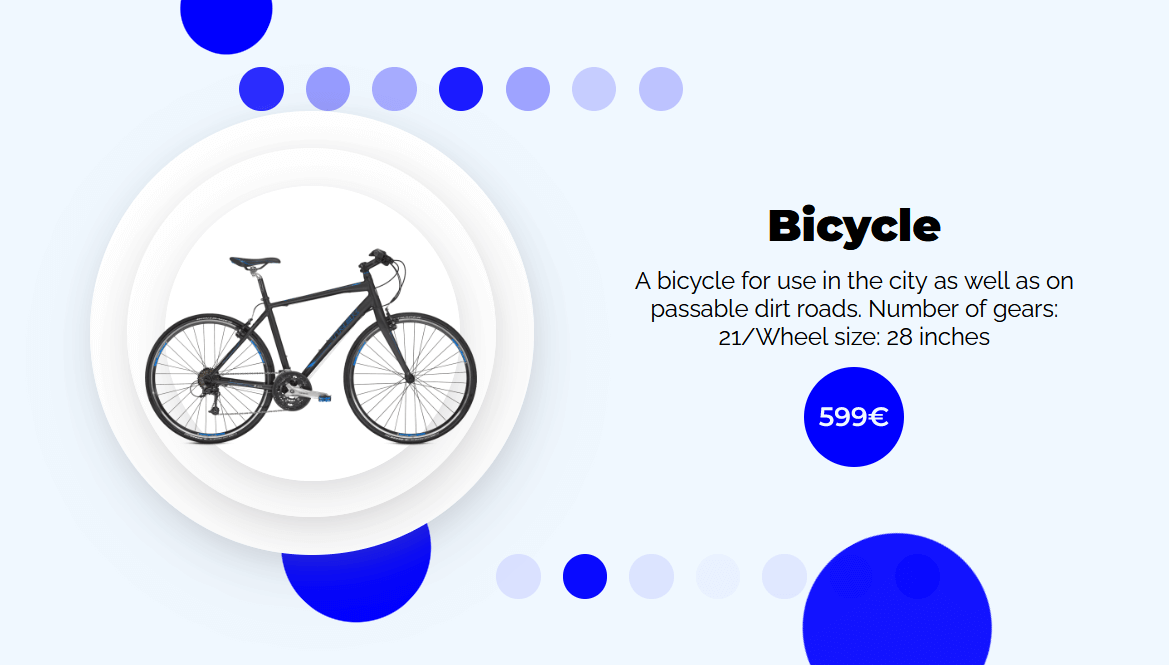 Bicycle
A bicycle for use in the city as well as on
passable dirt roads. Number of gears:
21/Wheel size: 28 inches
599€